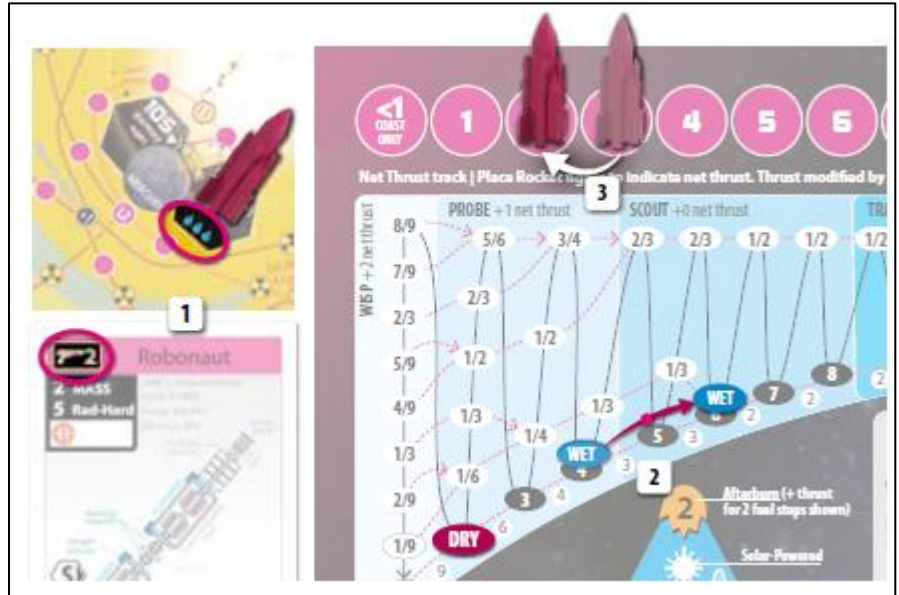 105
<1
COAST
ONLY
1
4
5
6
3
Net Thrust track | Place Rocket
to indicate net thrust. Thrust modified by
PROBE + 1 net thrust
SCOUT +0 net thrust
WISP +2 net thrust
8/9
5/6
3/4
2/3
2/3
1/2
1/2
1/2
7/9
2/3
2/3
1/2
5/9
1/2
1/3
8
4/9
1/3
WET
7
2
2
1/3
1/4
5
3
2
1/6
WET
4
3
2/9
3
4
1/9
DRY
6
9
1
Robonaut
2 MASS
5 Rad-Hard
S
2
Afterburn (+ thrust
for 2 fuel steps shown)
Solar-Powered